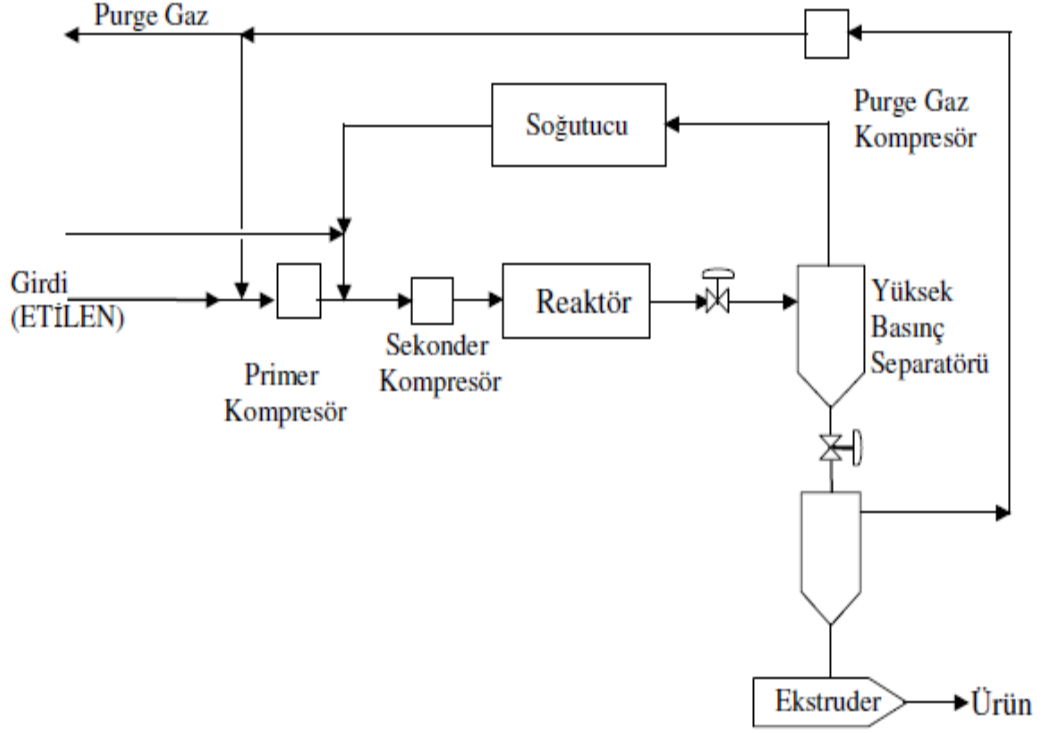 Purge Gaz
Soğutucu
Purge Gaz
Kompresör
Girdi
(ETİLEN)
Primer
Kompresör
Sekonder
Kompresör
Reaktör
Yüksek
Basınç
Separatörü
Ekstruder
Ürün